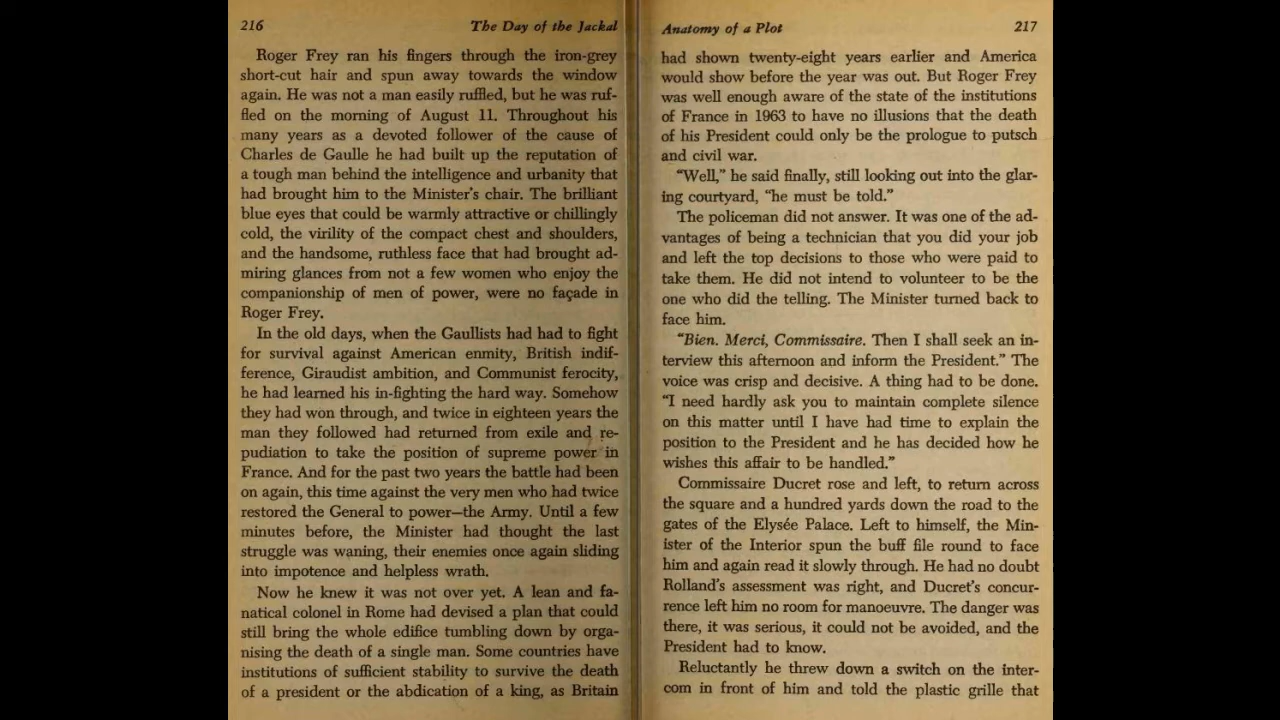 216 The Day of the Jackal
Roger Frey ran his fingers through the iron-grey
short-cut hair and spun away towards the window
again. He was not a man easily ruffled, but he was ruf-
fled on the morning of August 11. Throughout his
many years as a devoted follower of the cause of
Charles de Gaulle he had built up the reputation of
a tough man behind the intelligence and urbanity that
had brought him to the Minister's chair. The brilliant
blue eyes that could be warmly attractive or chillingly
cold, the virility of the compact chest and shoulders,
and the handsome, ruthless face that had brought ad-
miring glances from not a few women who enjoy the
companionship of men of power, were no façade in
Roger Frey.
In the old days, when the Gaullists had had to fight
for survival against American enmity, British indif-
ference, Giraudist ambition, and Communist ferocity,
he had learned his in-fighting the hard way. Somehow
they had won through, and twice in eighteen years the
man they followed had returned from exile and re-
pudiation to take the position of supreme power in
France. And for the past two years the battle had been
on again, this time against the very men who had twice
restored the General to power—the Army. Until a few
minutes before, the Minister had thought the last
struggle was waning, their enemies once again sliding
into impotence and helpless wrath.
Now he knew it was not over yet. A lean and fa-
natical colonel in Rome had devised a plan that could
still bring the whole edifice tumbling down by orga-
nising the death of a single man. Some countries have
institutions of sufficient stability to survive the death
of a president or the abdication of a king, as Britain
Anatomy of a Plot 217
had shown twenty-eight years earlier and America
would show before the year was out. But Roger Frey
was well enough aware of the state of the institutions
of France in 1963 to have no illusions that the death
of his President could only be the prologue to putsch
and civil war.
"Well," he said finally, still looking out into the glar-
ing courtyard, "he must be told."
The policeman did not answer. It was one of the ad-
vantages of being a technician that you did your job
and left the top decisions to those who were paid to
take them. He did not intend to volunteer to be the
one who did the telling. The Minister turned back to
face him.
"Bien. Merci, Commissaire. Then I shall seek an in-
terview this afternoon and inform the President." The
voice was crisp and decisive. A thing had to be done.
"I need hardly ask you to maintain complete silence
on this matter until I have had time to explain the
position to the President and he has decided how he
wishes this affair to be handled."
Commissaire Ducret rose and left, to return across
the square and a hundred yards down the road to the
gates of the Elysée Palace. Left to himself, the Min-
ister of the Interior spun the buff file round to face
him and again read it slowly through. He had no doubt
Rolland's assessment was right, and Ducret's concur-
rence left him no room for manoeuvre. The danger was
there, it was serious, it could not be avoided, and the
President had to know.
Reluctantly he threw down a switch on the inter-
com in front of him and told the plastic grille that